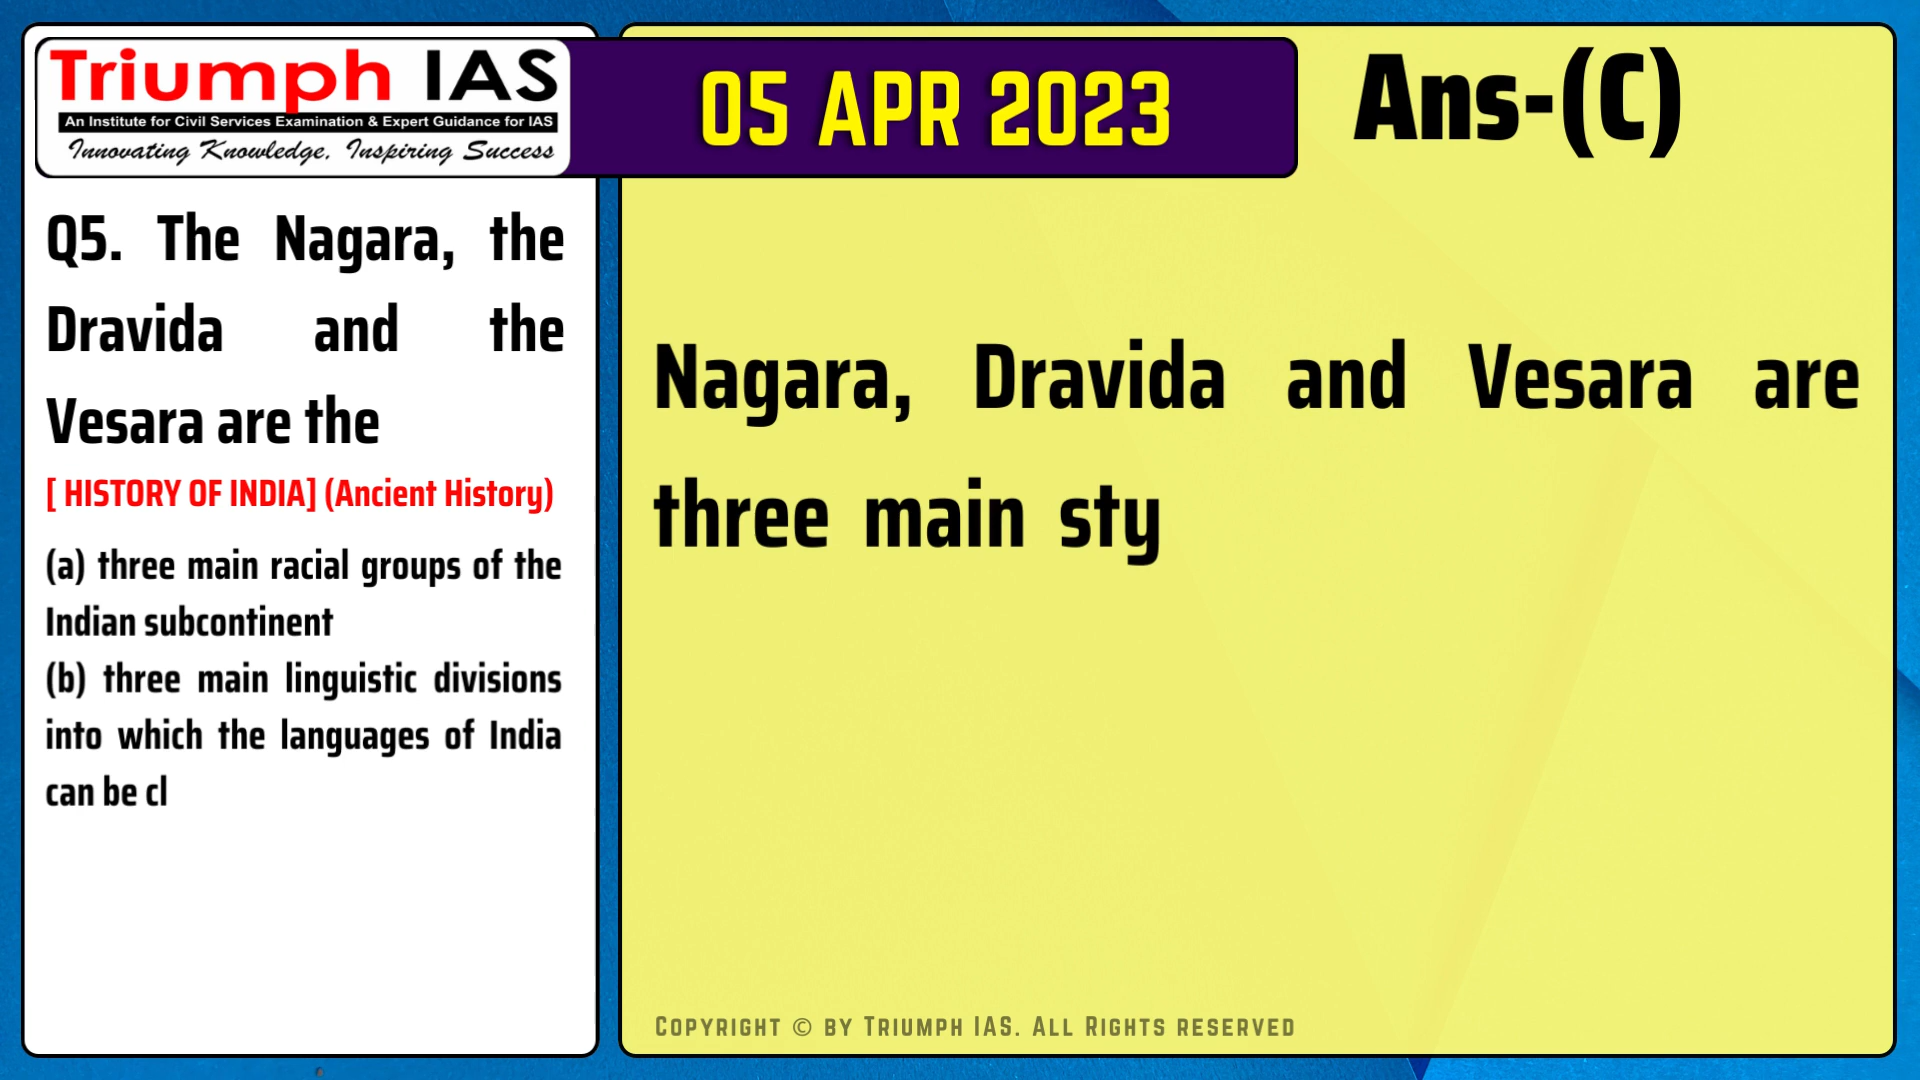 Triumph IAS
An Institute for Civil Services Examination & Expert Guidance for IAS
Innovating Knowledge, Inspiring Success
05 APR 2023
Ans-(C)
Q5. The Nagara, the
Dravida and the
Vesara are the
[ HISTORY OF INDIA] (Ancient History)
(a) three main racial groups of the
Indian subcontinent
(b) three main linguistic divisions
into which the languages of India
can be cl
Nagara, Dravida and Vesara are
three main sty
Copyright © by Triumph IAS. All Rights reserved